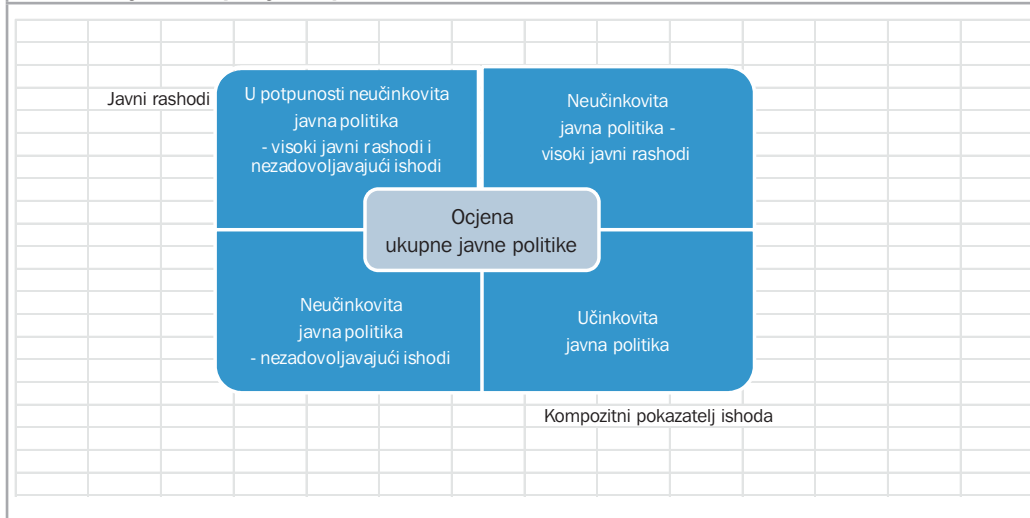 Javni rashodi
U potpunosti neučinkovita
javna politika
- visoki javni rashodi i
nezadovoljavajući ishodi
Neučinkovita
javna politika -
visoki javni rashodi
Ocjena
ukupne javne politike
Neučinkovita
javna politika
- nezadovoljavajući ishodi
Učinkovita
javna politika
Kompozitni pokazatelj ishoda